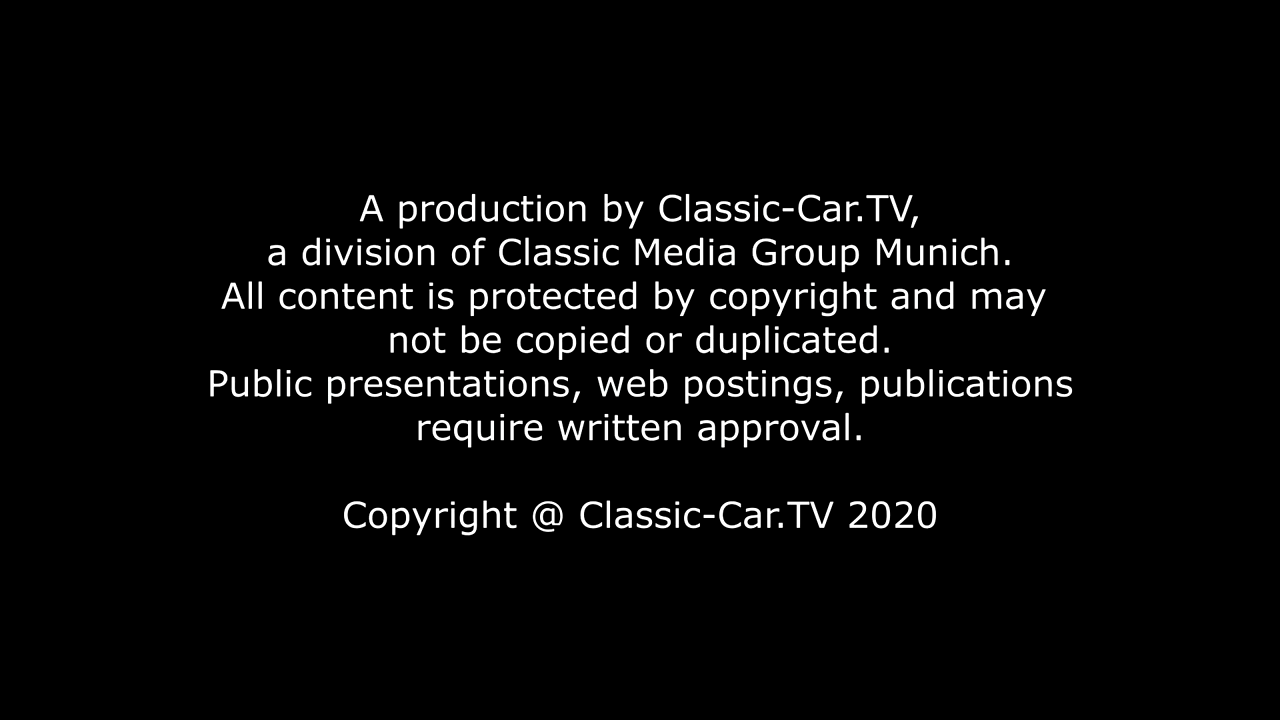 A production by Classic-Car.TV,
a division of Classic Media Group Munich.
All content is protected by copyright and may
not be copied or duplicated.
Public presentations, web postings, publications
require written approval.
Copyright @ Classic-Car.TV 2020